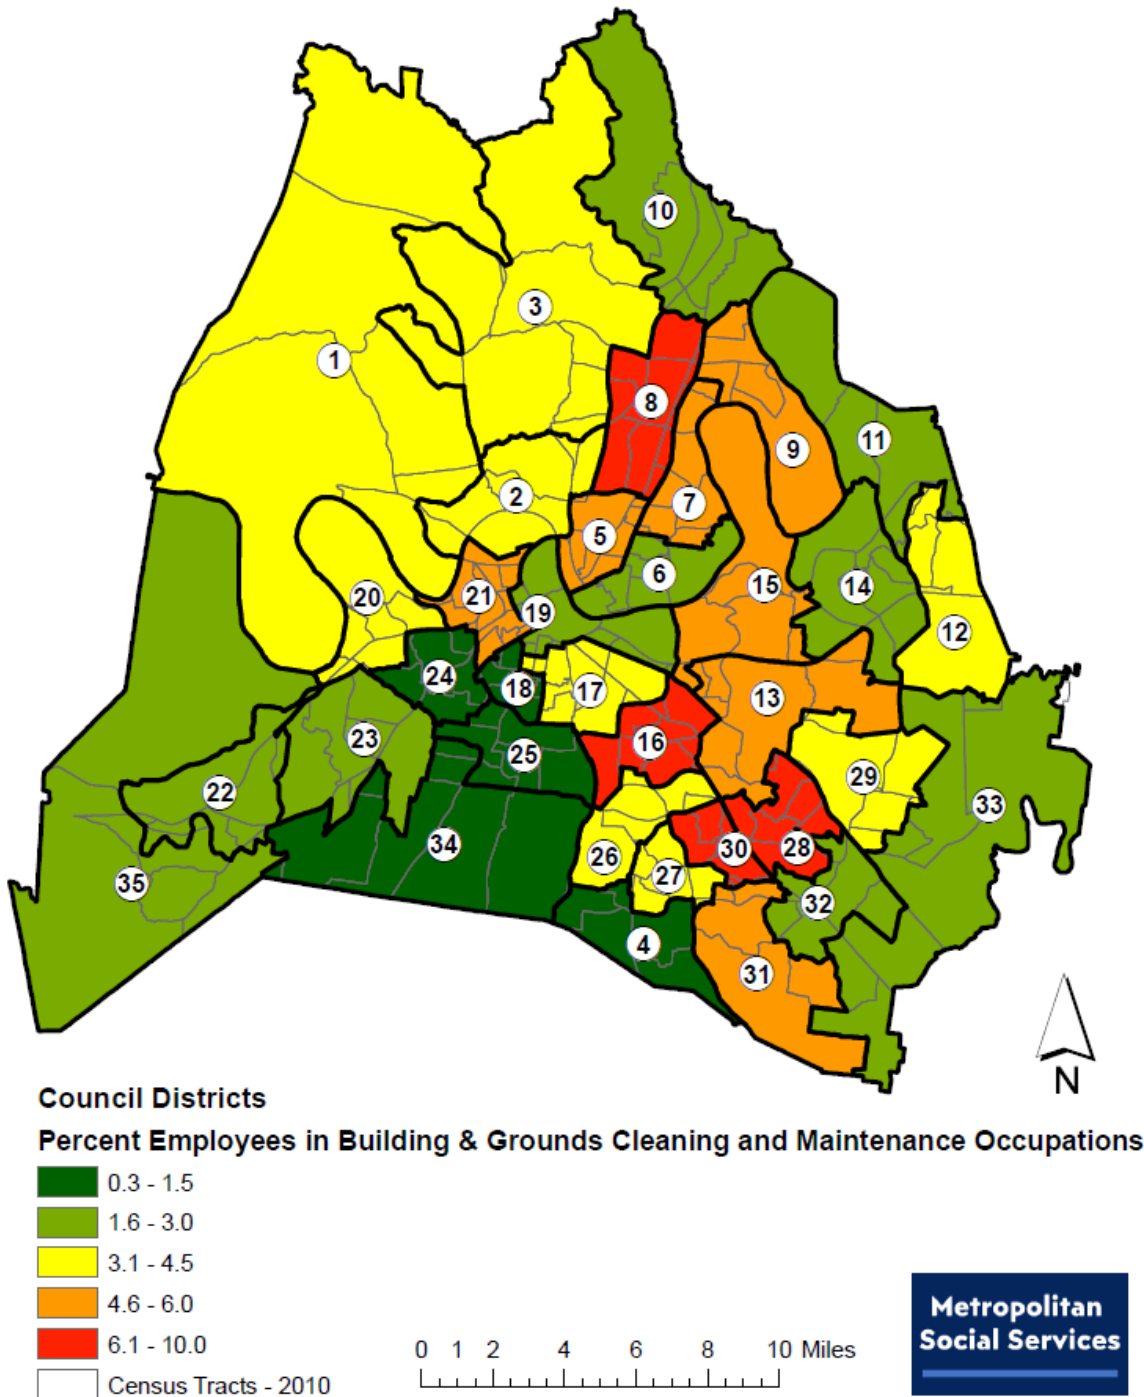 10
3
1
8
11
9
2
7
5
6
15
14
20
21
19
12
24
18
17
13
16
23
25
29
22
33
34
26
30
28
27
35
32
4
31
N
Council Districts
Percent Employees in Building & Grounds Cleaning and Maintenance Occupations
0.3 - 1.5
1.6 - 3.0
3.1 - 4.5
4.6 - 6.0
6.1 - 10.0
Census Tracts - 2010
0 1 2 4 6 8 10 Miles
Metropolitan
Social Services